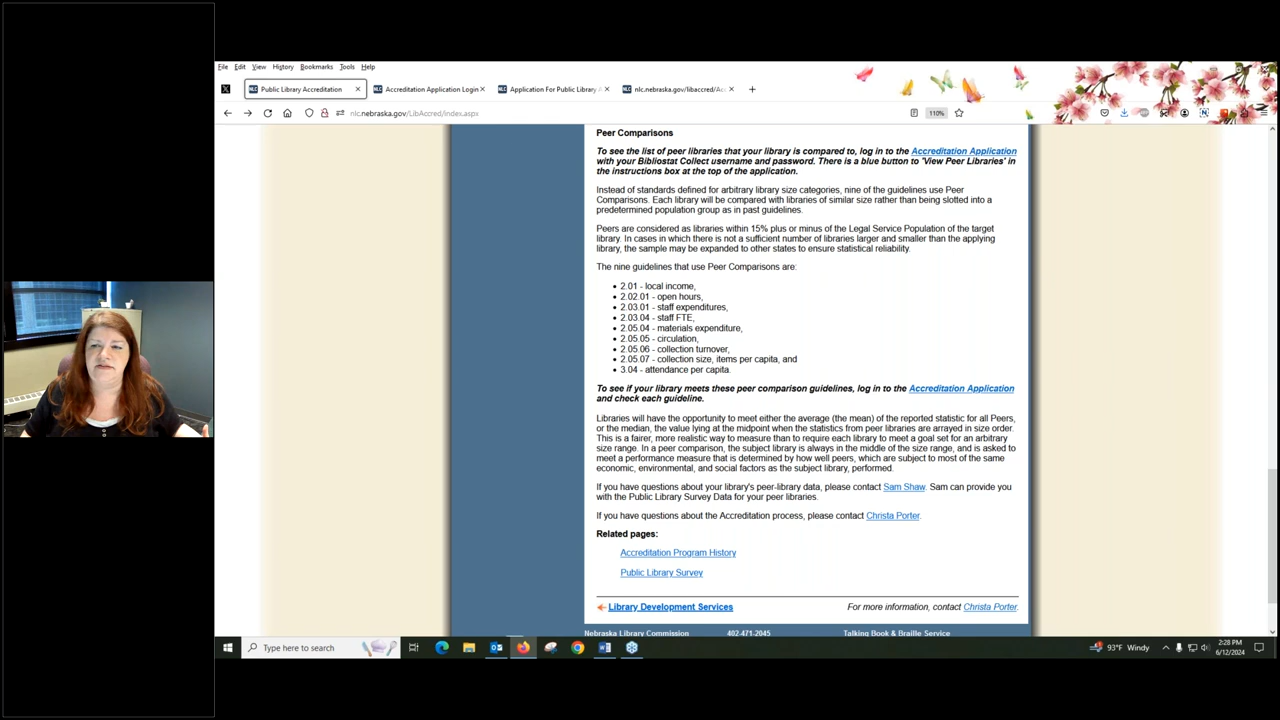 File Edit View History Bookmarks Tools Help
Public Library Accreditation
Accreditation Application Login
Application For Public Library A
nlc.nebraska.gov/libaccred/Acc
nlc.nebraska.gov/LibAccred/index.aspx
110%
Peer Comparisons
To see the list of peer libraries that your library is compared to, log in to the Accreditation Application
with your Bibliostat Collect username and password. There is a blue button to 'View Peer Libraries' in
the instructions box at the top of the application.
Instead of standards defined for arbitrary library size categories, nine of the guidelines use Peer
Comparisons. Each library will be compared with libraries of similar size rather than being slotted into a
predetermined population group as in past guidelines.
Peers are considered as libraries within 15% plus or minus of the Legal Service Population of the target
library. In cases in which there is not a sufficient number of libraries larger and smaller than the applying
library, the sample may be expanded to other states to ensure statistical reliability.
The nine guidelines that use Peer Comparisons are:
• 2.01 - local income,
• 2.02.01 - open hours,
• 2.03.01 - staff expenditures,
• 2.03.04 - staff FTE,
• 2.05.04 - materials expenditure,
• 2.05.05 - circulation,
• 2.05.06 - collection turnover,
• 2.05.07 - collection size, items per capita, and
• 3.04 - attendance per capita.
To see if your library meets these peer comparison guidelines, log in to the Accreditation Application
and check each guideline.
Libraries will have the opportunity to meet either the average (the mean) of the reported statistic for all Peers,
or the median, the value lying at the midpoint when the statistics from peer libraries are arrayed in size order.
This is a fairer, more realistic way to measure than to require each library to meet a goal set for an arbitrary
size range. In a peer comparison, the subject library is always in the middle of the size range, and is asked to
meet a performance measure that is determined by how well peers, which are subject to most of the same
economic, environmental, and social factors as the subject library, performed.
If you have questions about your library's peer-library data, please contact Sam Shaw. Sam can provide you
with the Public Library Survey Data for your peer libraries.
If you have questions about the Accreditation process, please contact Christa Porter.
Related pages:
Accreditation Program History
Public Library Survey
Library Development Services
For more information, contact Christa Porter.
Nebraska Library Commission 402-471-2045 Talking Book & Braille Service
Type here to search
93°F Windy
2:28 PM
6/12/2024